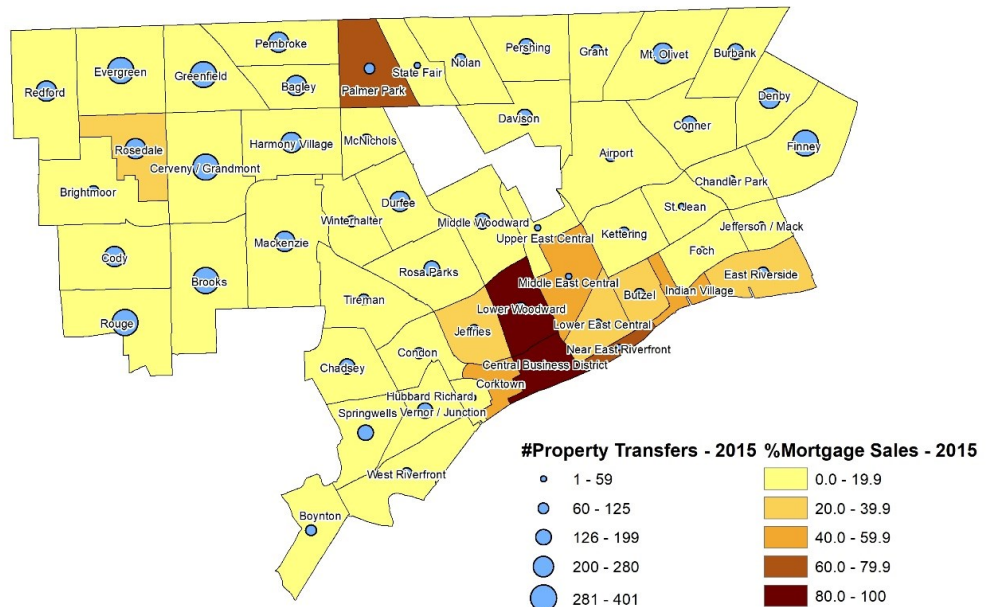 Pembroke
Pershing
Grant
Mt. Olivet
Burbank
Nolan
State Fair
Evergreen
Greenfield
Bagley
Palmer Park
Redford
Denby
Davison
Conner
Rosedale
Harmony Village
McNichols
Finney
Airport
Cerveny / Grandmont
Chandler Park
Brightmoor
Durfee
St. Jean
Winterhalter
Middle Woodward
Jefferson / Mack
Upper East Central
Kettering
Mackenzie
Foch
Cody
Rosa Parks
East Riverside
Brooks
Middle East Central
Indian Village
Butzel
Tireman
Lower Woodward
Rouge
Jeffries
Lower East Central
Near East Riverfront
Condon
Central Business District
Chadsey
Corktown
Hubbard Richard
Springwells
Vernor / Junction
West Riverfront
Boynton
#Property Transfers - 2015
1 - 59
60 - 125
126 - 199
200 - 280
281 - 401
%Mortgage Sales - 2015
0.0 - 19.9
20.0 - 39.9
40.0 - 59.9
60.0 - 79.9
80.0 - 100